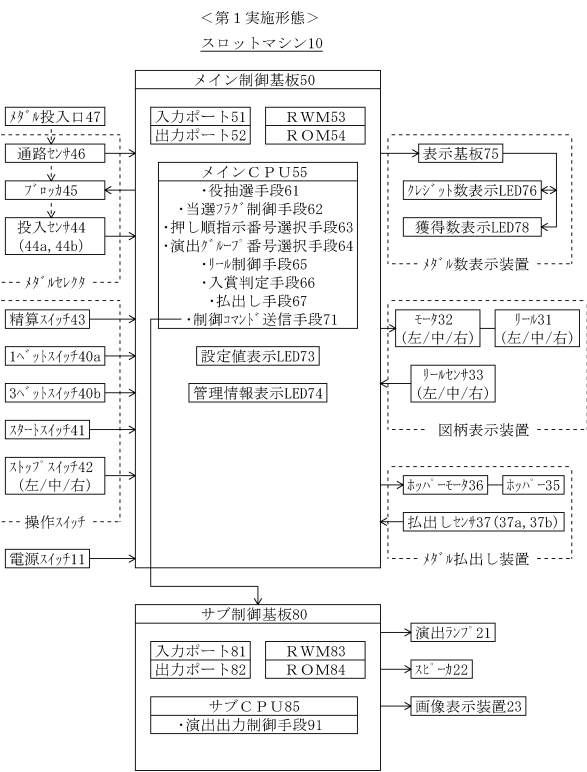 ＜第１実施形態＞
スロットマシン10
メイン制御基板50
入力ポート51
出力ポート52
ＲＷＭ53
ＲＯＭ54
メインＣＰＵ55
・役抽選手段61
・当選ﾌﾗｸﾞ制御手段62
・押し順指示番号選択手段63
・演出ｸﾞﾙｰﾌﾟ番号選択手段64
・ﾘｰﾙ制御手段65
・入賞判定手段66
・払出し手段67
・制御ｺﾏﾝﾄﾞ送信手段71
設定値表示LED73
管理情報表示LED74
ﾒﾀﾞﾙ投入口47
通路ｾﾝｻ46
ﾌﾞﾛｯｶ45
投入ｾﾝｻ44
(44a, 44b)
ﾒﾀﾞﾙｾﾚｸﾀ
精算ｽｲｯﾁ43
1ﾍﾞｯﾄｽｲｯﾁ40a
3ﾍﾞｯﾄｽｲｯﾁ40b
ｽﾀｰﾄｽｲｯﾁ41
ｽﾄｯﾌﾟｽｲｯﾁ42
(左/中/右)
操作ｽｲｯﾁ
電源ｽｲｯﾁ11
表示基板75
ｸﾚｼﾞｯﾄ数表示LED76
獲得数表示LED78
ﾒﾀﾞﾙ数表示装置
ﾓｰﾀ32
(左/中/右)
ﾘｰﾙ31
(左/中/右)
ﾘｰﾙｾﾝｻ33
(左/中/右)
図柄表示装置
ﾎｯﾊﾟｰﾓｰﾀ36
ﾎｯﾊﾟｰ35
払出しｾﾝｻ37(37a, 37b)
ﾒﾀﾞﾙ払出し装置
サブ制御基板80
入力ポート81
出力ポート82
ＲＷＭ83
ＲＯＭ84
サブＣＰＵ85
・演出出力制御手段91
演出ﾗﾝﾌﾟ21
ｽﾋﾟｰｶ22
画像表示装置23